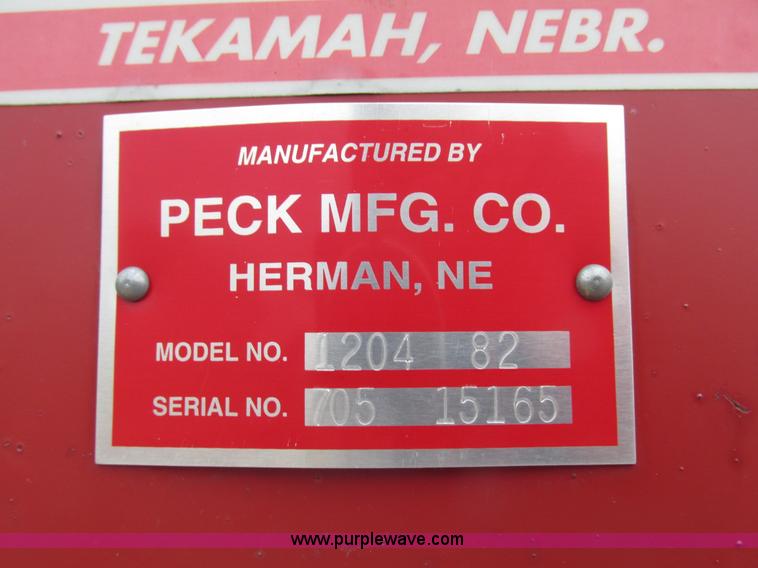 TEKAMAH, NEBR.
MANUFACTURED BY
PECK MFG. CO.
HERMAN, NE
MODEL NO. 1204 82
SERIAL NO. 705 15165
www.purplewave.com